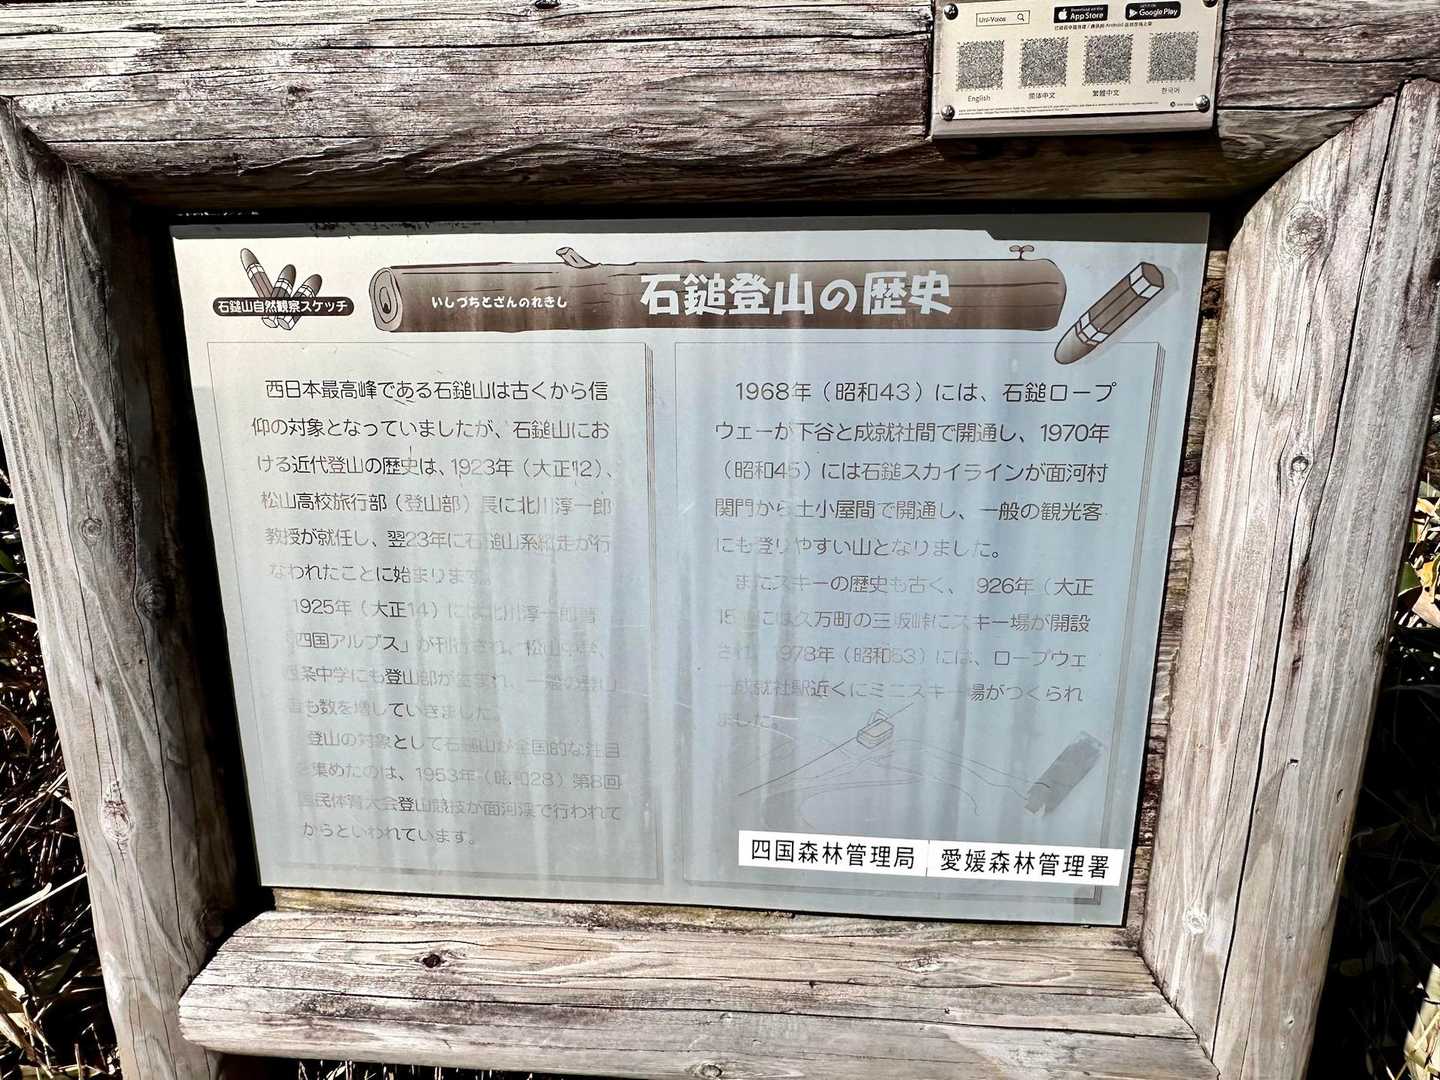 Uni-Voice
Download on the
App Store
GET IT ON
Google Play
English
简体中文
繁體中文
한국어
石鎚山自然観察スケッチ
いしづちとざんのれきし
石鎚登山の歴史
西日本最高峰である石鎚山は古くから信
仰の対象となっていましたが、石鎚山にお
ける近代登山の歴史は、1923年（大正12）、
松山高校旅行部（登山部）長に北川淳一郎
教授が就任し、翌23年に石鎚山系縦走が行
なわれたことに始まります。
1925年（大正14）には北川淳一郎著
「四国アルプス」が刊行され、松山中学、
条中学にも登山部が生まれ、一般の登山
も数を増していきました。
登山の対象として石鎚山が全国的な注目
を集めたのは、1953年（昭和28）第8回
国民体育大会登山競技が面河渓で行われて
からといわれています。
1968年（昭和43）には、石鎚ロープ
ウェーが下谷と成就社間で開通し、1970年
（昭和45）には石鎚スカイラインが面河村
関門から土小屋間で開通し、一般の観光客
にも登りやすい山となりました。
またスキーの歴史も古く、1926年（大正
15）には久万町の三坂峠にスキー場が開設
され、1978年（昭和53）には、ロープウェ
ー成就社駅近くにミニスキー場がつくられ
ました。
四国森林管理局 愛媛森林管理署